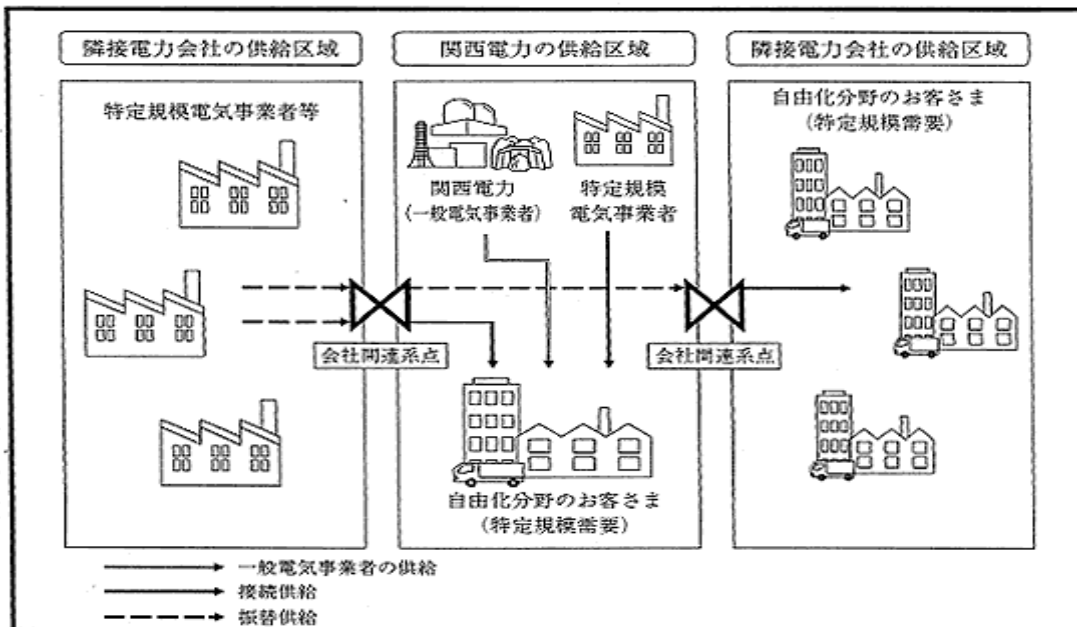 隣接電力会社の供給区域
関西電力の供給区域
隣接電力会社の供給区域
特定規模電気事業者等
関西電力
(一般電気事業者)
特定規模
電気事業者
自由化分野のお客さま
(特定規模需要)
会社間連系点
会社間連系点
自由化分野のお客さま
(特定規模需要)
一般電気事業者の供給
接続供給
振替供給